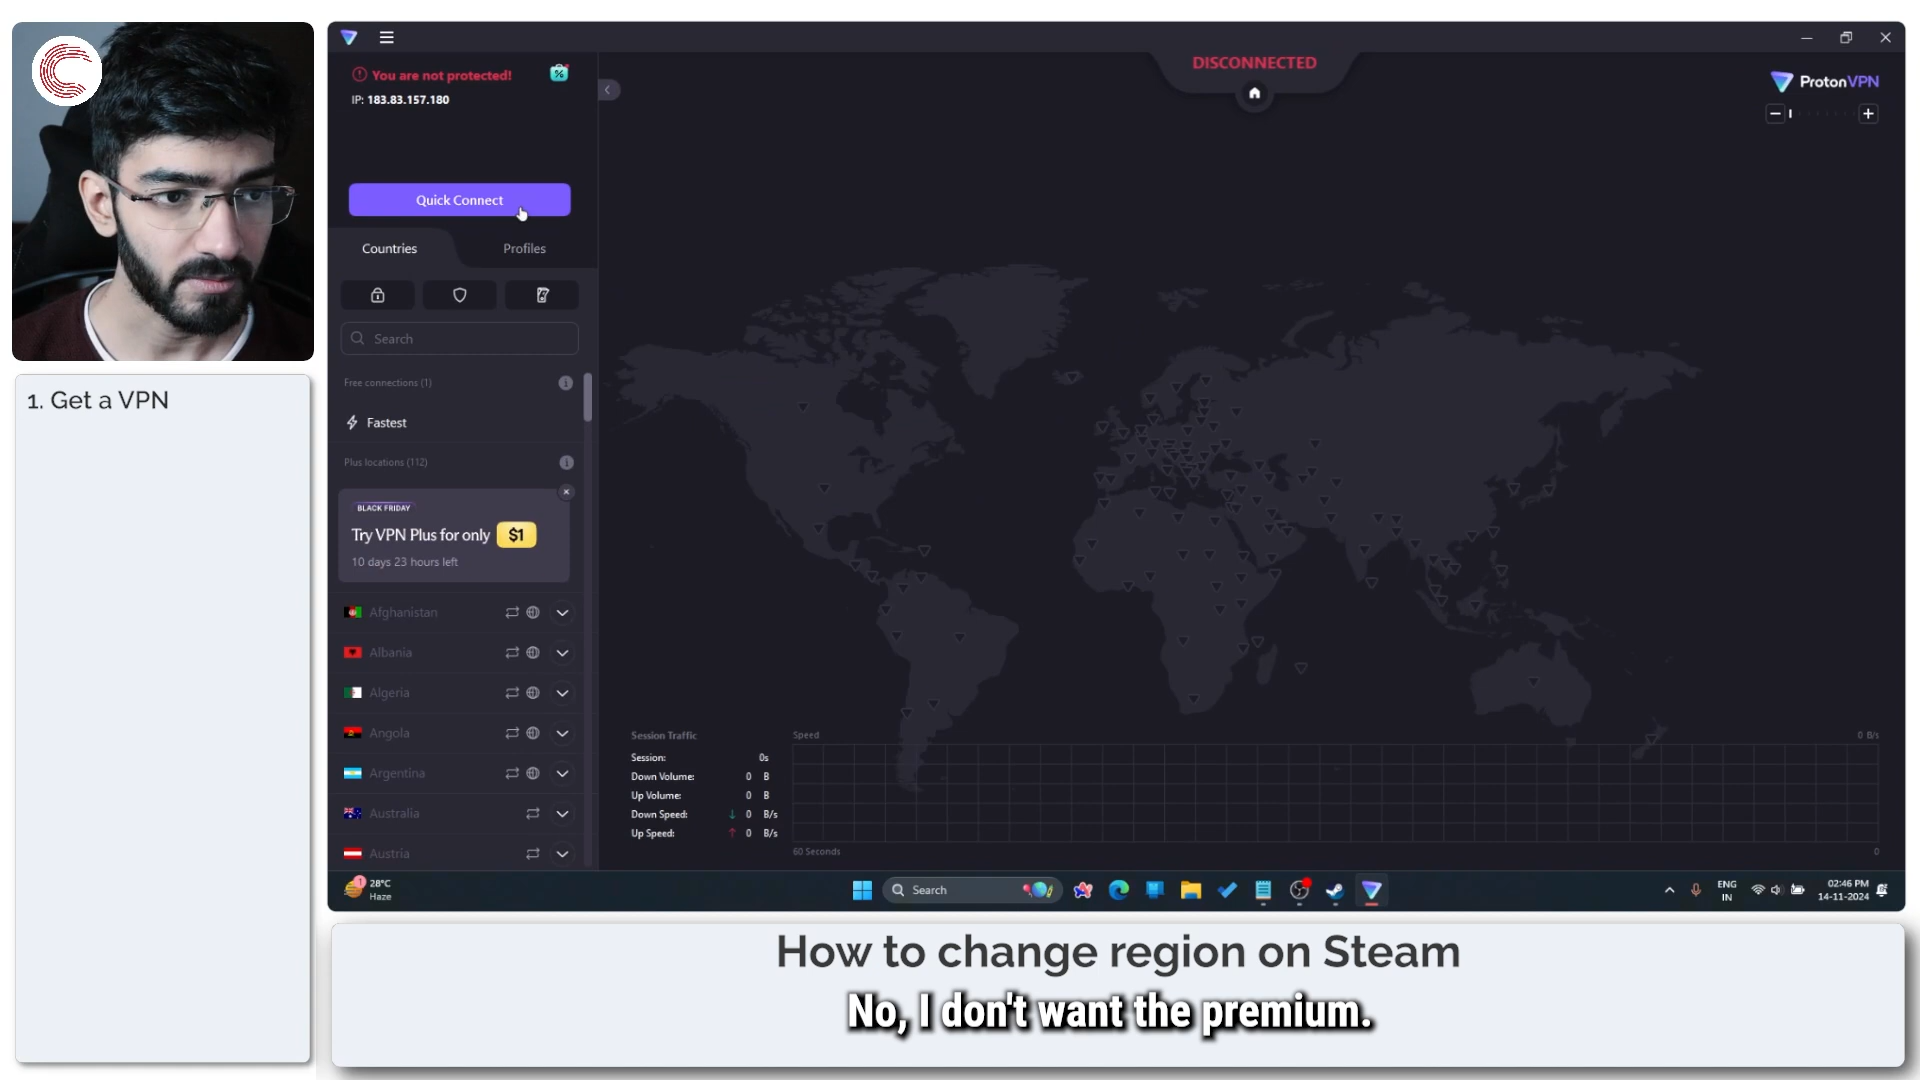 You are not protected!
IP: 183.83.157.180
DISCONNECTED
ProtonVPN
Quick Connect
Countries
Profiles
Search
Free connections (1)
Fastest
Plus locations (112)
BLACK FRIDAY
Try VPN Plus for only $1
10 days 23 hours left
Afghanistan
Albania
Algeria
Angola
Argentina
Australia
Austria
Session Traffic
Session: 0s
Down Volume: 0 B
Up Volume: 0 B
Down Speed: ↓ 0 B/s
Up Speed: ↑ 0 B/s
Speed
0 B/s
60 Seconds
0
1. Get a VPN
1
28°C
Haze
Search
ENG
IN
02:46 PM
14-11-2024
How to change region on Steam
No, I don't want the premium.